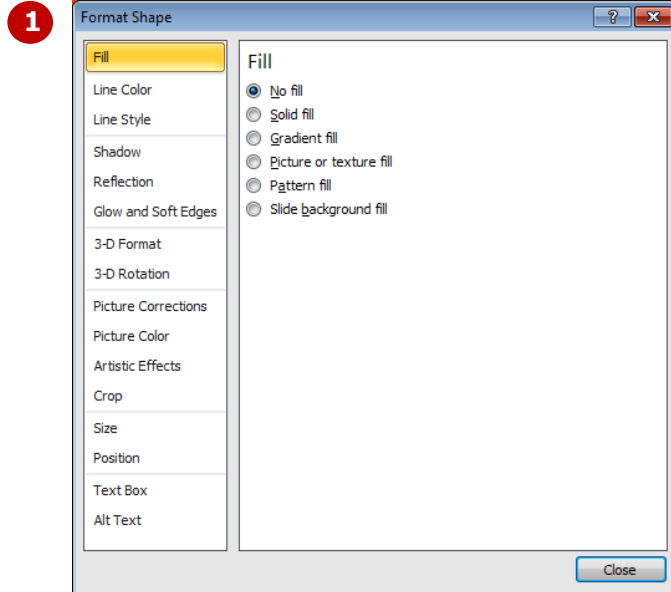 1
Format Shape
?
Fill
Line Color
Line Style
Shadow
Reflection
Glow and Soft Edges
3-D Format
3-D Rotation
Picture Corrections
Picture Color
Artistic Effects
Crop
Size
Position
Text Box
Alt Text
Fill
No fill
Solid fill
Gradient fill
Picture or texture fill
Pattern fill
Slide background fill
Close